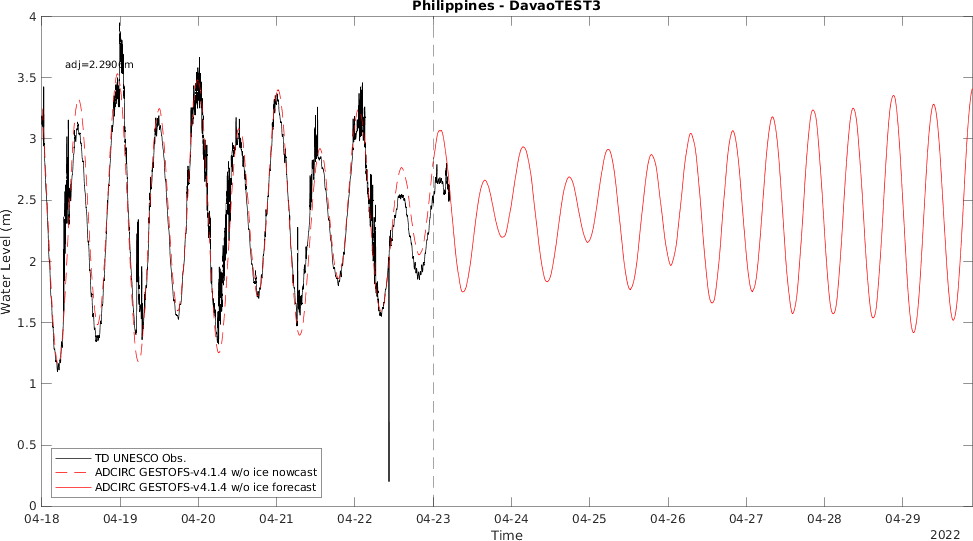 Philippines - DavaoTEST3
Water Level (m)
4
3.5
3
2.5
2
1.5
1
0.5
0
adj=2.2906m
TD UNESCO Obs.
ADCIRC GESTOFS-v4.1.4 w/o ice nowcast
ADCIRC GESTOFS-v4.1.4 w/o ice forecast
04-18 04-19 04-20 04-21 04-22 04-23 04-24 04-25 04-26 04-27 04-28 04-29
Time
2022